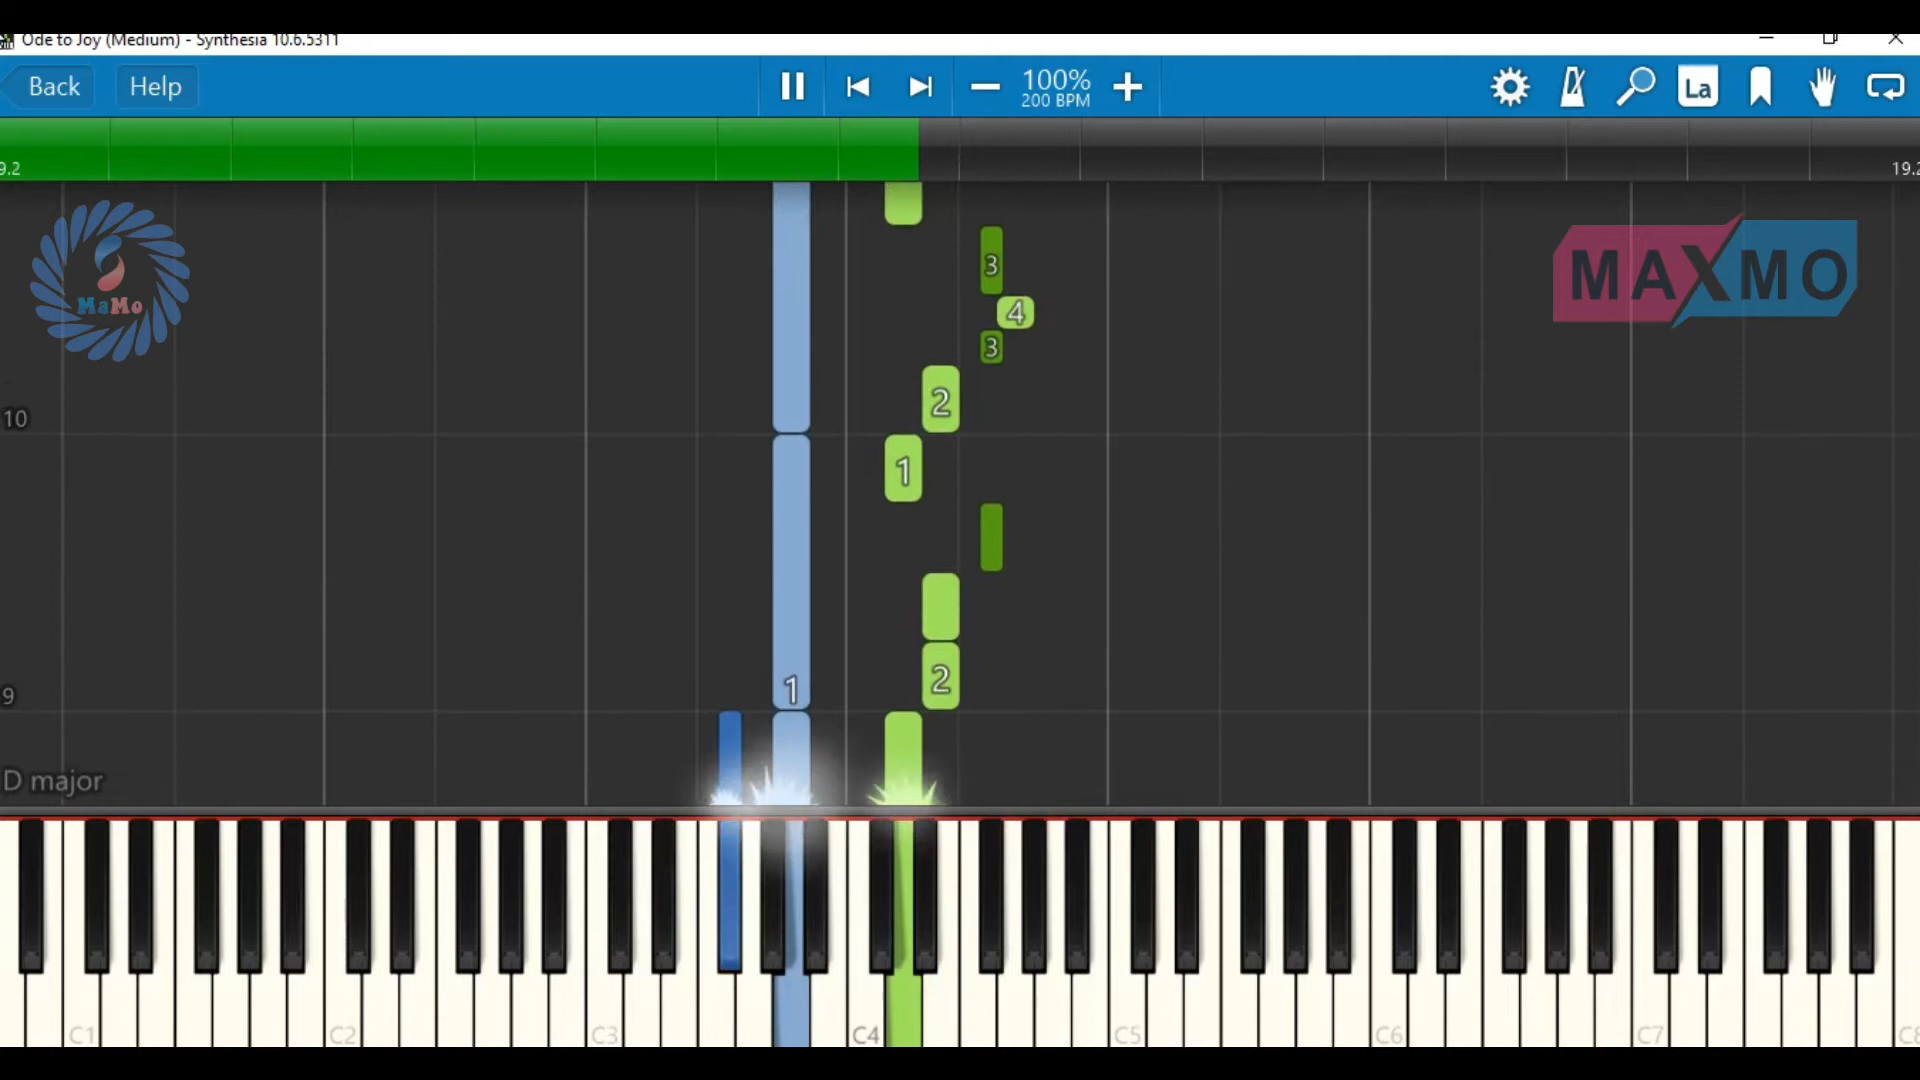 Ode to Joy (Medium) - Synthesia 10.6.5311
Back
Help
100%
200 BPM
La
9.2
19.2
MaMo
MAXMO
3
4
3
2
10
1
2
1
9
D major
C1
C2
C3
C4
C5
C6
C7
C8